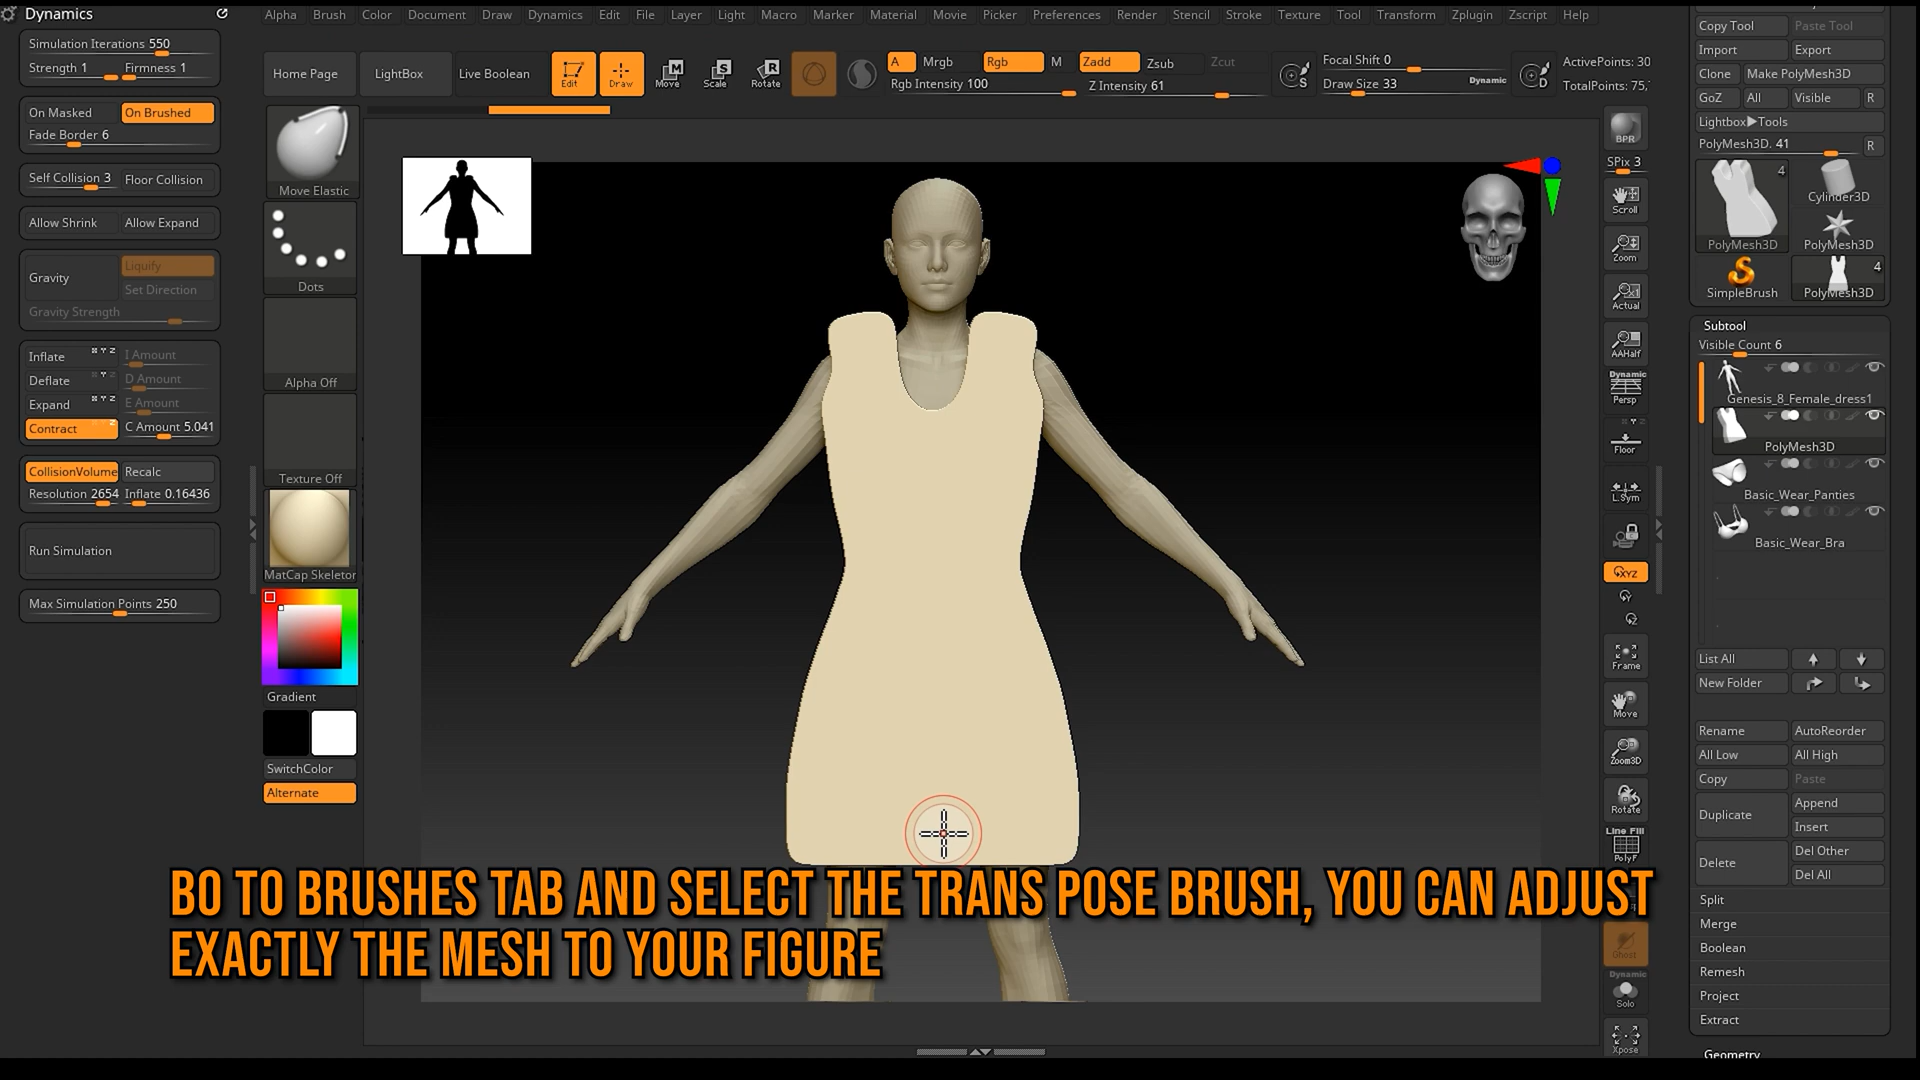 Dynamics
Alpha Brush Color Document Draw Dynamics Edit File Layer Light Macro Marker Material Movie Picker Preferences Render Stencil Stroke Texture Tool Transform Zplugin Zscript Help
Simulation Iterations 550
Strength 1 Firmness 1
On Masked On Brushed
Fade Border 6
Self Collision 3 Floor Collision
Allow Shrink Allow Expand
Gravity Liquify
Set Direction
Gravity Strength
Inflate X Y Z I Amount
Deflate X Y Z D Amount
Expand X Y Z E Amount
Contract Z C Amount 5.041
CollisionVolume Recalc
Resolution 2654 Inflate 0.16436
Run Simulation
Max Simulation Points 250
Home Page LightBox Live Boolean
Edit Draw Move Scale Rotate
M S R
A Mrgb Rgb M Zadd Zsub Zcut
Rgb Intensity 100 Z Intensity 61
Focal Shift 0
Draw Size 33 Dynamic
S D
ActivePoints: 30
TotalPoints: 75,
Move Elastic
Dots
Alpha Off
Texture Off
MatCap Skeleton
Gradient
SwitchColor
Alternate
BPR
SPix 3
Scroll
Zoom
Actual
AAHalf
Dynamic
Persp
Floor
L.Sym
XYZ
Y
Z
Frame
Move
Zoom3D
Rotate
Line Fill
PolyF
Ghost
Dynamic
Solo
Xpose
Copy Tool Paste Tool
Import Export
Clone Make PolyMesh3D
GoZ All Visible R
Lightbox▶Tools
PolyMesh3D. 41 R
4
PolyMesh3D Cylinder3D
PolyMesh3D
4
SimpleBrush PolyMesh3D
Subtool
Visible Count 6
Genesis_8_Female_dress1
PolyMesh3D
Basic_Wear_Panties
Basic_Wear_Bra
List All
New Folder
Rename AutoReorder
All Low All High
Copy Paste
Duplicate Append
Insert
Delete Del Other
Del All
Split
Merge
Boolean
Remesh
Project
Extract
Geometry
BO TO BRUSHES TAB AND SELECT THE TRANS POSE BRUSH, YOU CAN ADJUST
EXACTLY THE MESH TO YOUR FIGURE